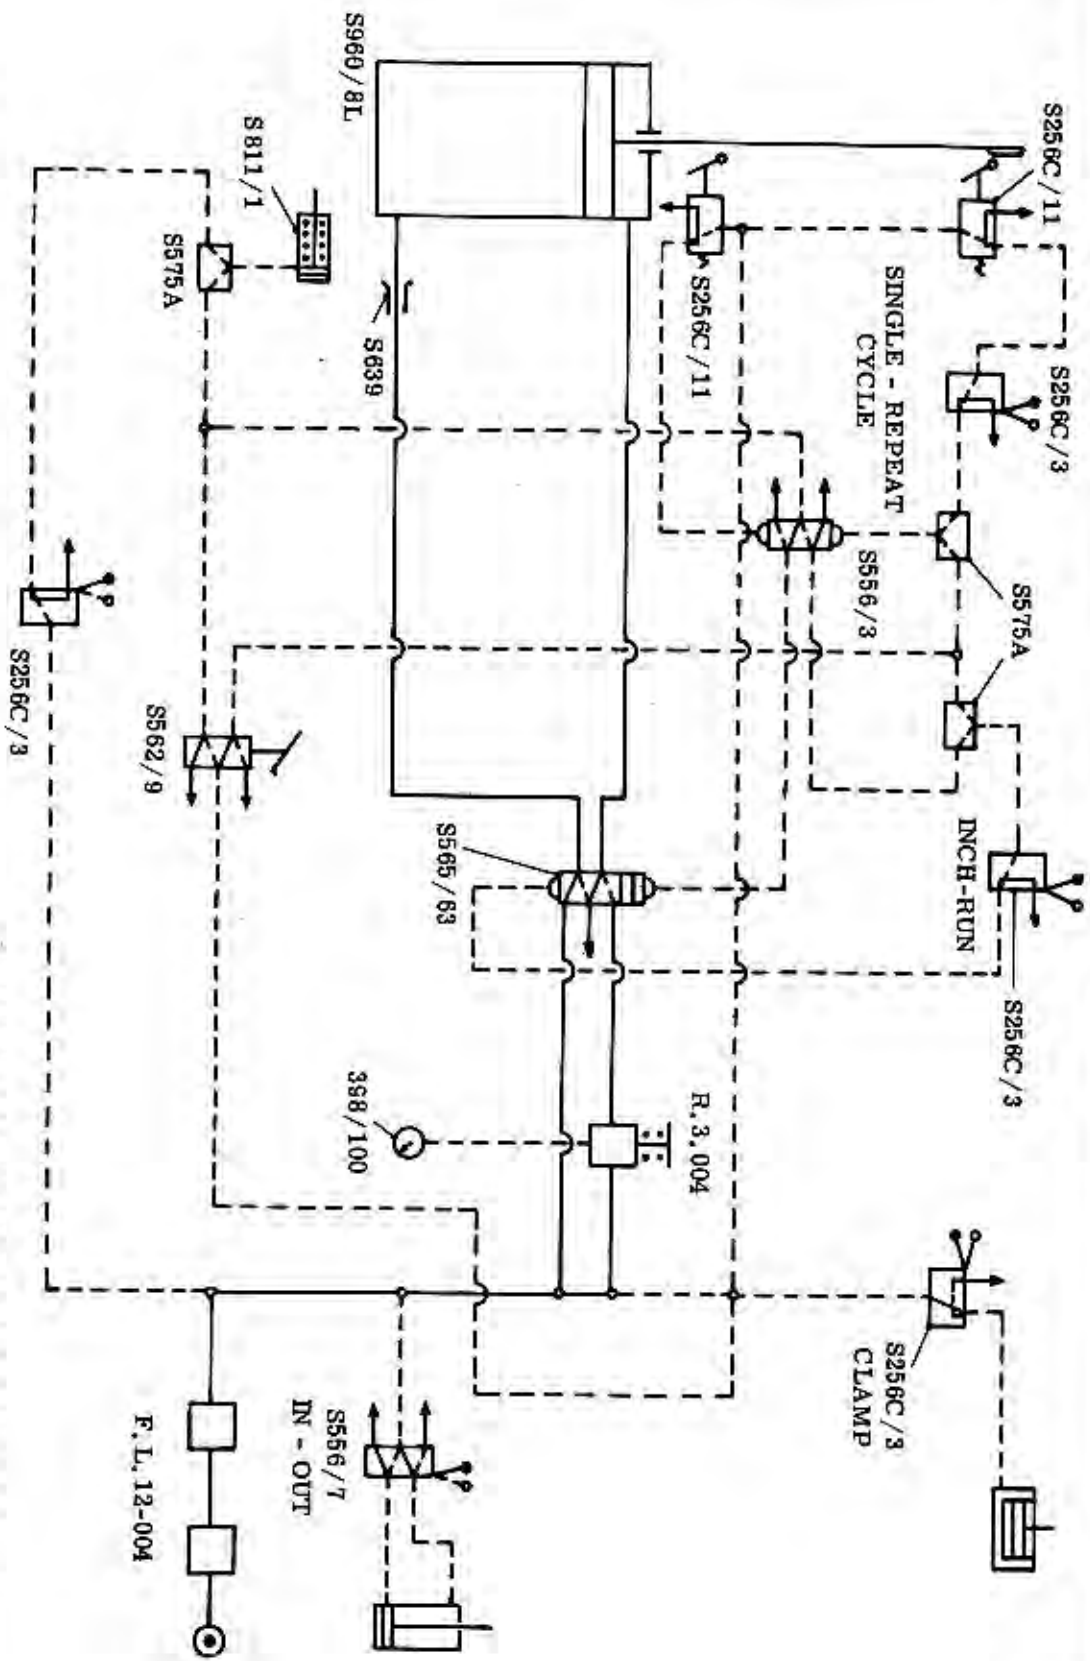 S256C/11
S256C/3
S575A
S256C/3
INCH-RUN
SINGLE - REPEAT
CYCLE
S556/3
S256C/3
CLAMP
S256C/11
R.3.004
S565/63
S639
S960/8L
398/100
S556/7
IN - OUT
S811/1
S575A
S562/9
F.L.12-004
S256C/3